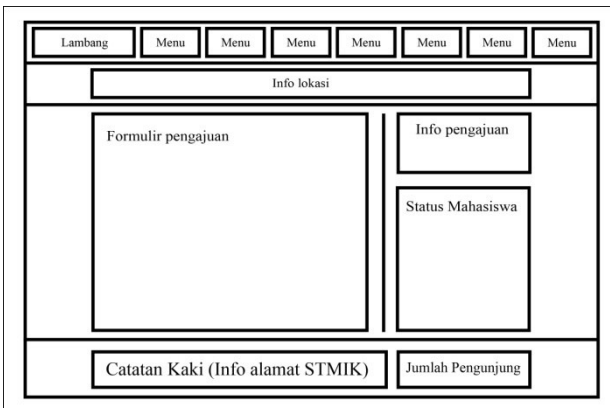 Lambang Menu Menu Menu Menu Menu Menu Menu
Info lokasi
Formulir pengajuan
Info pengajuan
Status Mahasiswa
Catatan Kaki (Info alamat STMIK)
Jumlah Pengunjung